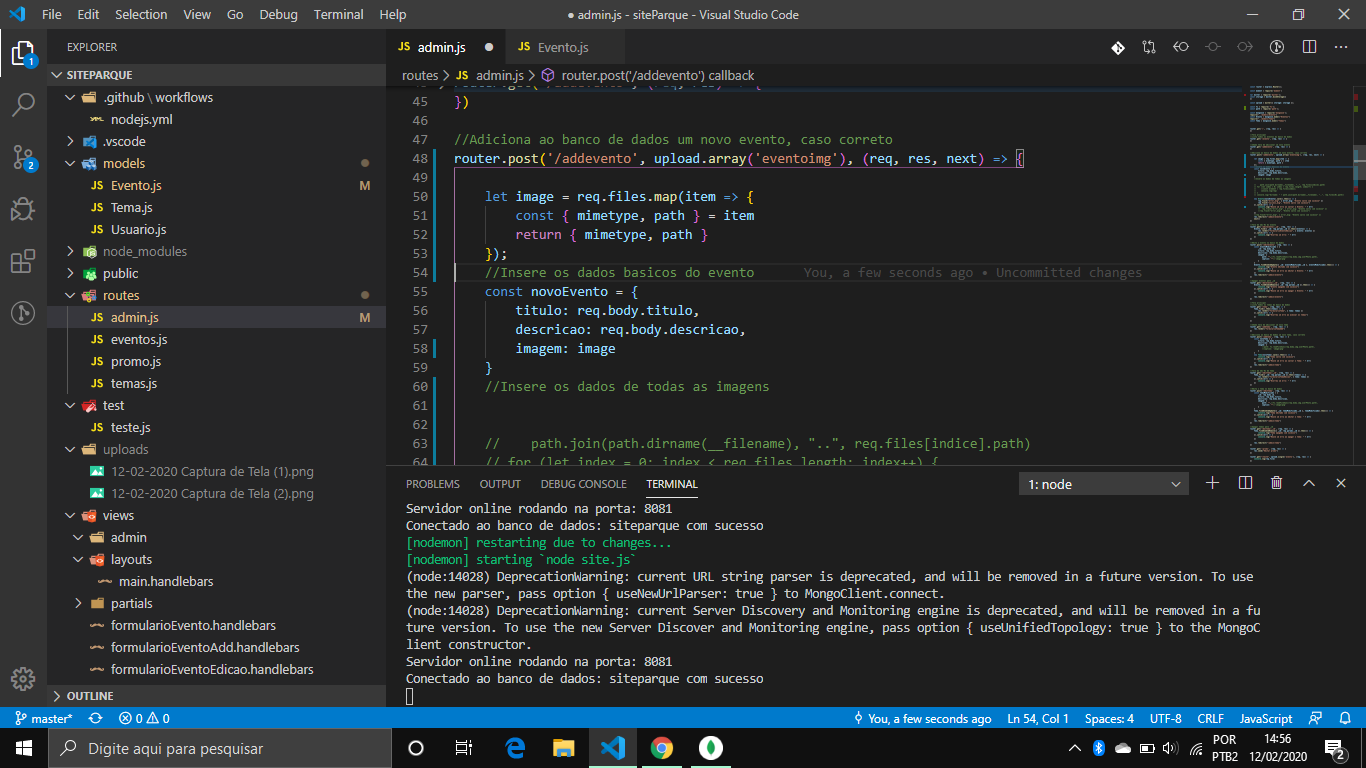 File Edit Selection View Go Debug Terminal Help
● admin.js - siteParque - Visual Studio Code
EXPLORER
SITEPARQUE
.github \ workflows
nodejs.yml
.vscode
models
Evento.js M
Tema.js
Usuario.js
node_modules
public
routes
admin.js M
eventos.js
promo.js
temas.js
test
teste.js
uploads
12-02-2020 Captura de Tela (1).png
12-02-2020 Captura de Tela (2).png
views
admin
layouts
main.handlebars
partials
formularioEvento.handlebars
formularioEventoAdd.handlebars
formularioEventoEdicao.handlebars
OUTLINE
JS admin.js ●
JS Evento.js
routes > JS admin.js > router.post('/addevento') callback
45 })
46
47 //Adiciona ao banco de dados um novo evento, caso correto
48 router.post('/addevento', upload.array('eventoimg'), (req, res, next) => {
49
50 let image = req.files.map(item => {
51 const { mimetype, path } = item
52 return { mimetype, path }
53 });
54 //Insere os dados basicos do evento You, a few seconds ago • Uncommitted changes
55 const novoEvento = {
56 titulo: req.body.titulo,
57 descricao: req.body.descricao,
58 imagem: image
59 }
60 //Insere os dados de todas as imagens
61
62
63 // path.join(path.dirname(__filename), "..", req.files[indice].path)
64 // for (let index = 0; index < req.files.length; index++) {
PROBLEMS OUTPUT DEBUG CONSOLE TERMINAL 1: node
Servidor online rodando na porta: 8081
Conectado ao banco de dados: siteparque com sucesso
[nodemon] restarting due to changes...
[nodemon] starting `node site.js`
(node:14028) DeprecationWarning: current URL string parser is deprecated, and will be removed in a future version. To use
the new parser, pass option { useNewUrlParser: true } to MongoClient.connect.
(node:14028) DeprecationWarning: current Server Discovery and Monitoring engine is deprecated, and will be removed in a fu
ture version. To use the new Server Discover and Monitoring engine, pass option { useUnifiedTopology: true } to the MongoC
lient constructor.
Servidor online rodando na porta: 8081
Conectado ao banco de dados: siteparque com sucesso
master* 0 0 You, a few seconds ago Ln 54, Col 1 Spaces: 4 UTF-8 CRLF JavaScript
Digite aqui para pesquisar
POR
PTB2
14:56
12/02/2020
2